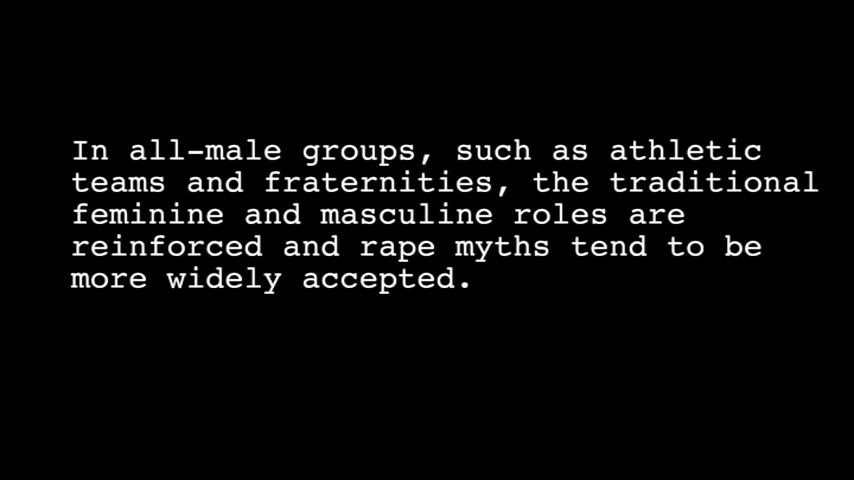 In all-male groups, such as athletic
teams and fraternities, the traditional
feminine and masculine roles are
reinforced and rape myths tend to be
more widely accepted.